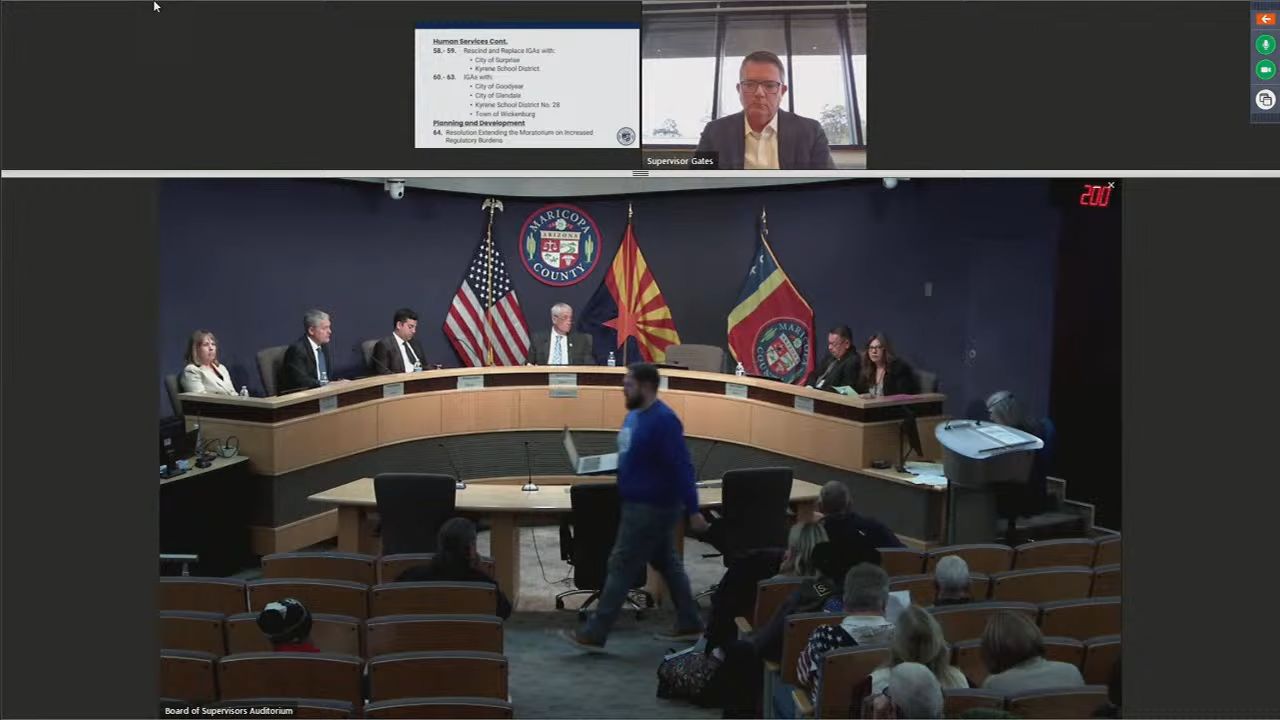 Human Services Cont.
58.- 59. Rescind and Replace IGAs with:
• City of Surprise
• Kyrene School District
60.- 63. IGAs with:
• City of Goodyear
• City of Glendale
• Kyrene School District No. 28
• Town of Wickenburg
Planning and Development
64. Resolution Extending the Moratorium on Increased
Regulatory Burdens
Supervisor Gates
200
MARICOPA
ARIZONA
COUNTY
MARICOPA
Board of Supervisors Auditorium